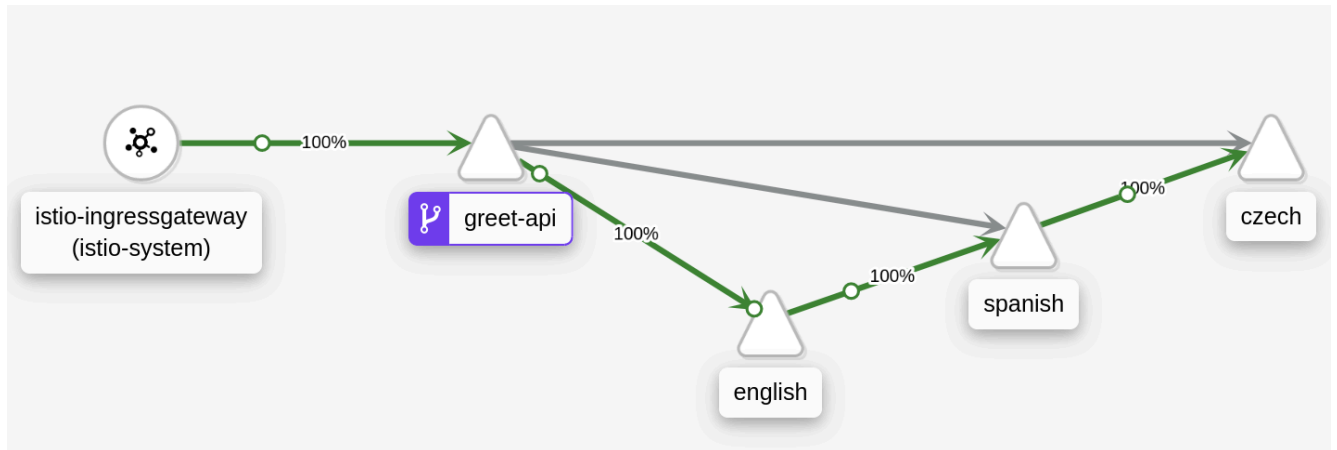 100%
istio-ingressgateway
(istio-system)
greet-api
100%
100%
100%
czech
spanish
english